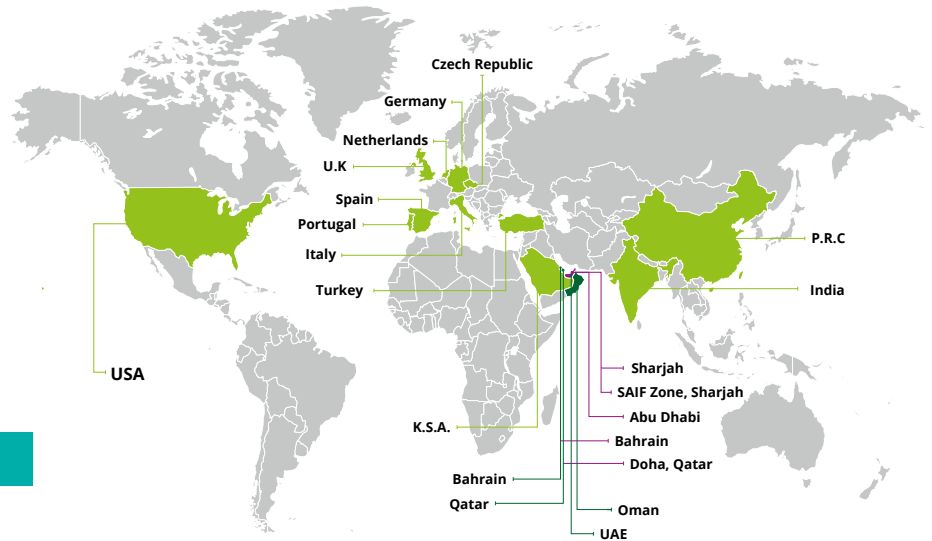 Czech Republic
Germany
Netherlands
U.K
Spain
Portugal
Italy
Turkey
USA
P.R.C
India
Sharjah
SAIF Zone, Sharjah
Abu Dhabi
K.S.A.
Bahrain
Doha, Qatar
Bahrain
Qatar
Oman
UAE